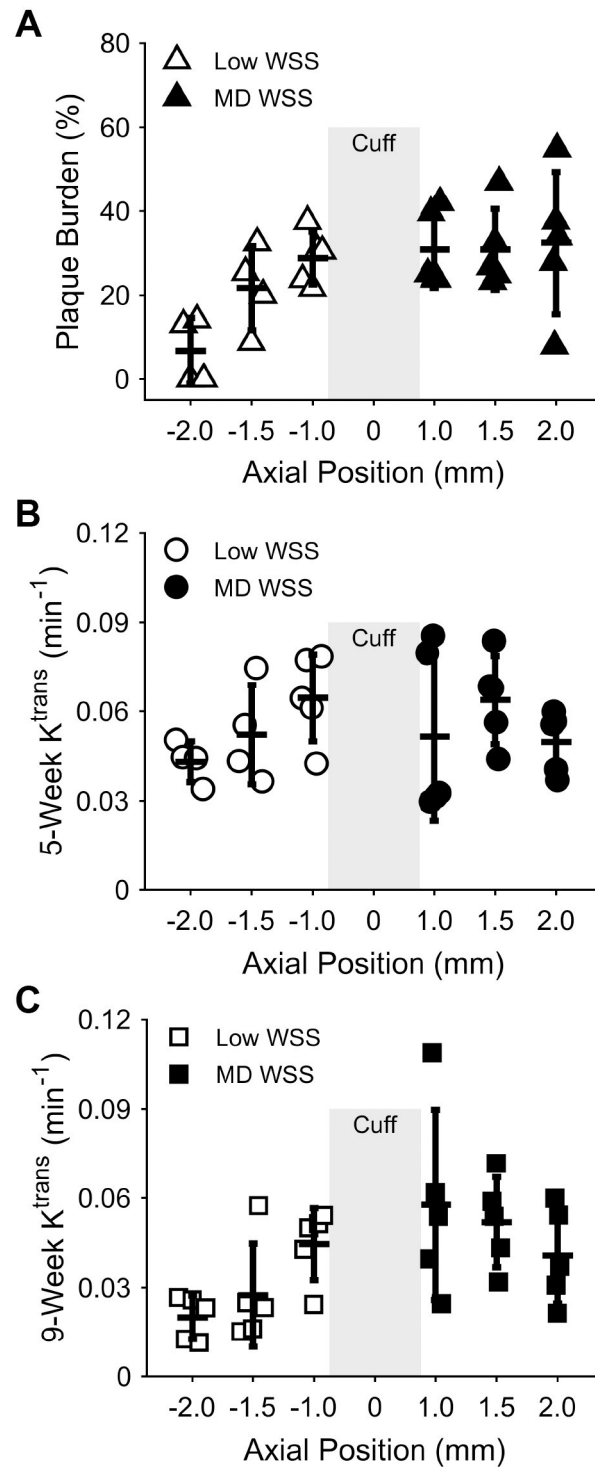 A
80
Low WSS
MD WSS
60
Cuff
40
20
0
Plaque Burden (%)
-2.0 -1.5 -1.0 0 1.0 1.5 2.0
Axial Position (mm)
B
0.12
Low WSS
MD WSS
0.09
Cuff
0.06
0.03
0
5-Week K^trans (min^-1)
-2.0 -1.5 -1.0 0 1.0 1.5 2.0
Axial Position (mm)
C
0.12
Low WSS
MD WSS
0.09
Cuff
0.06
0.03
0
9-Week K^trans (min^-1)
-2.0 -1.5 -1.0 0 1.0 1.5 2.0
Axial Position (mm)